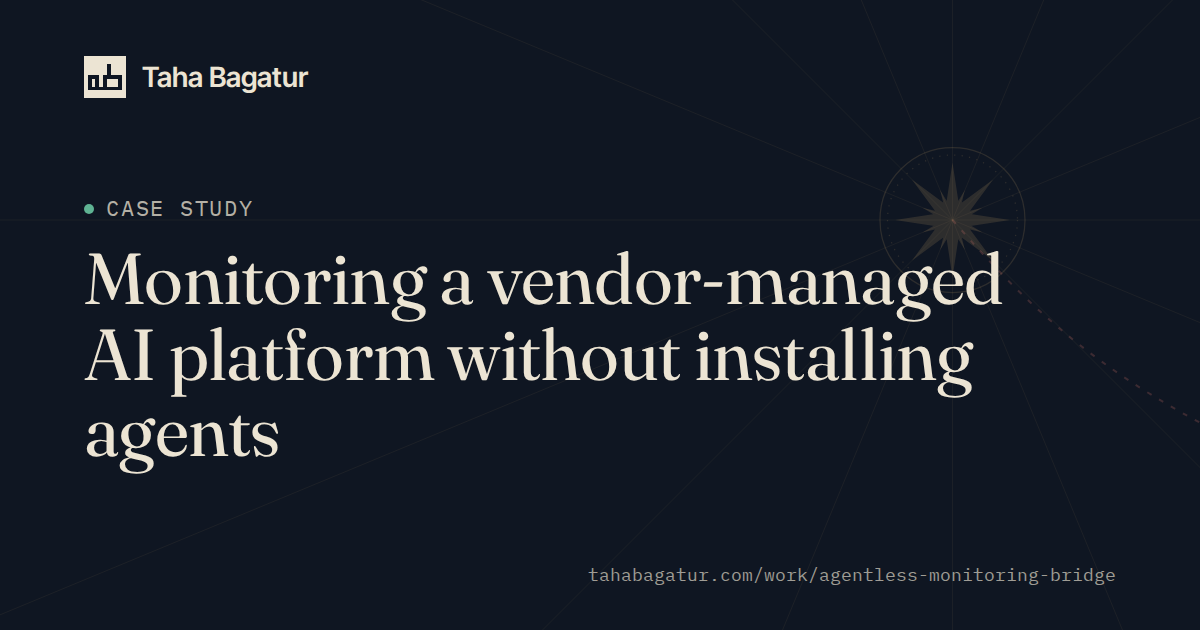 Taha Bagatur
CASE STUDY
Monitoring a vendor-managed
AI platform without installing
agents
tahabagatur.com/work/agentless-monitoring-bridge